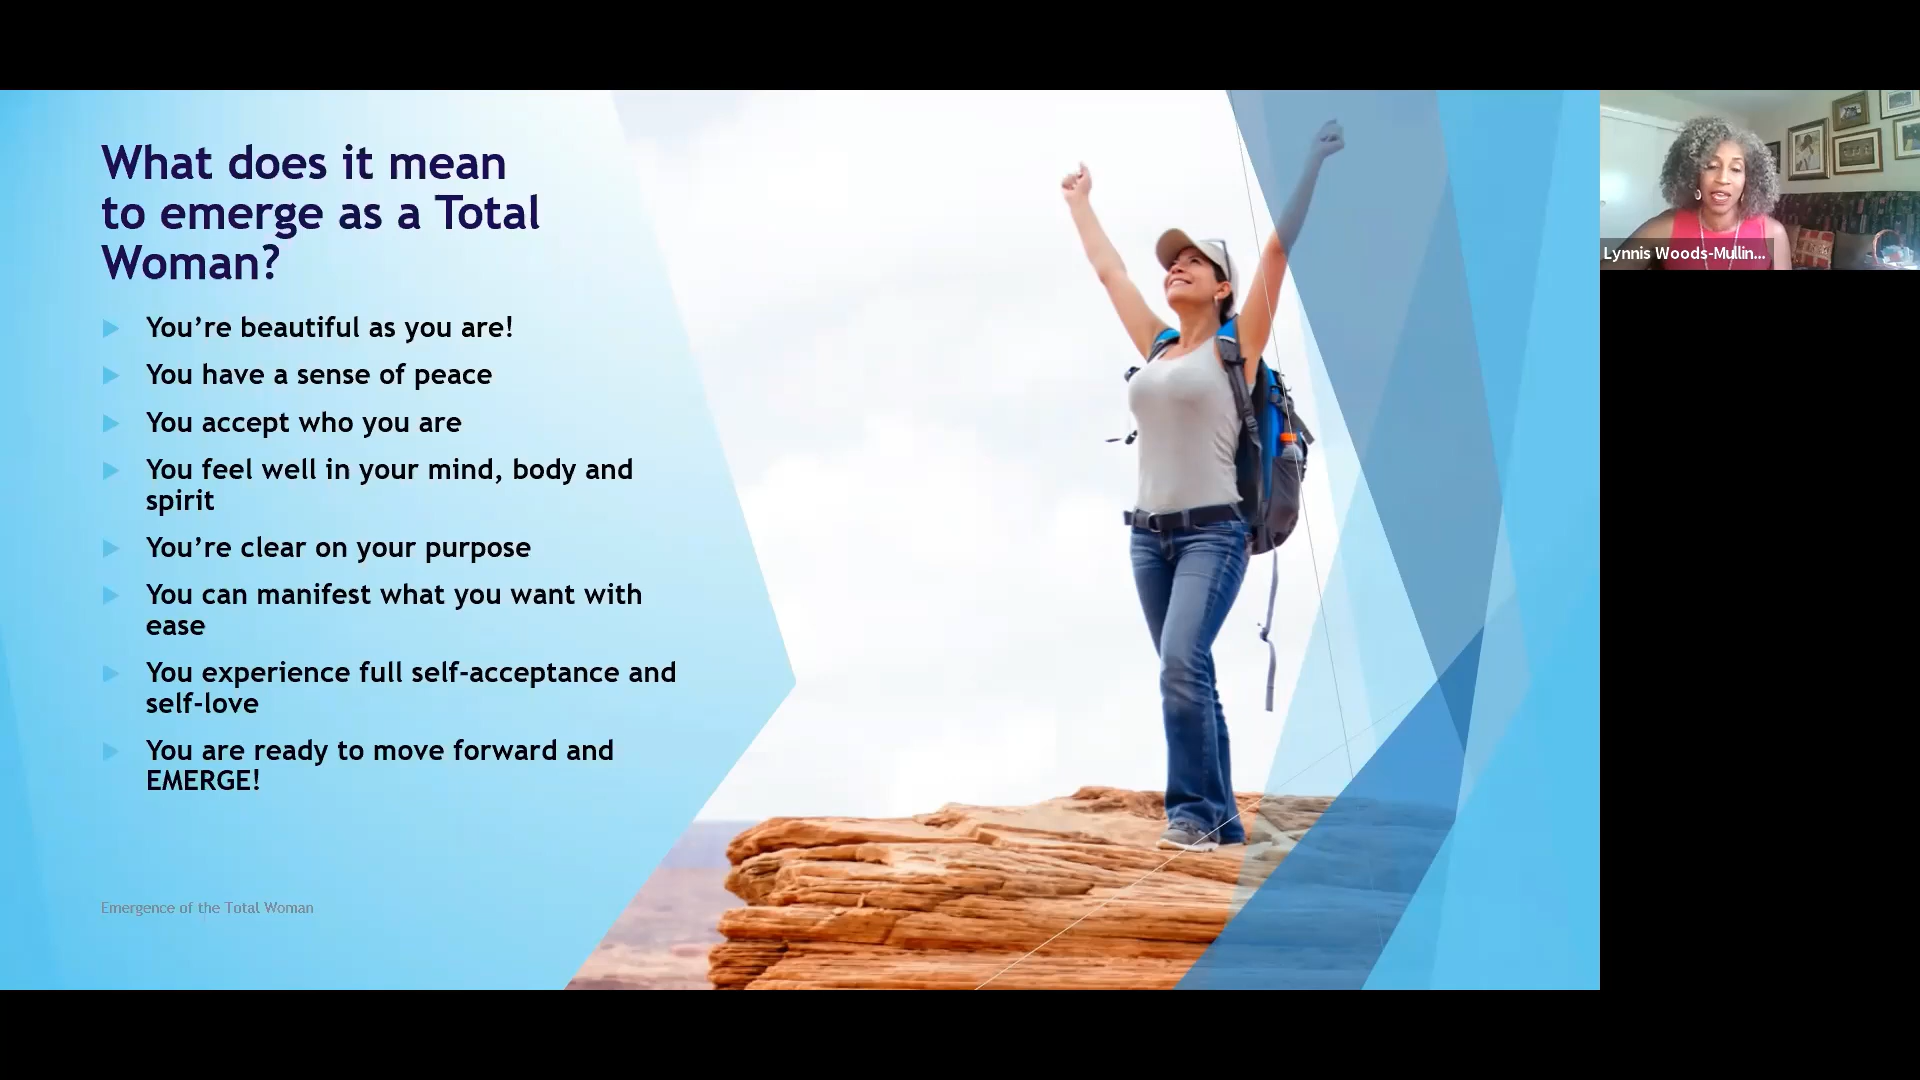 What does it mean
to emerge as a Total
Woman?
You're beautiful as you are!
You have a sense of peace
You accept who you are
You feel well in your mind, body and
spirit
You're clear on your purpose
You can manifest what you want with
ease
You experience full self-acceptance and
self-love
You are ready to move forward and
EMERGE!
Emergence of the Total Woman
Lynnis Woods-Mullin...